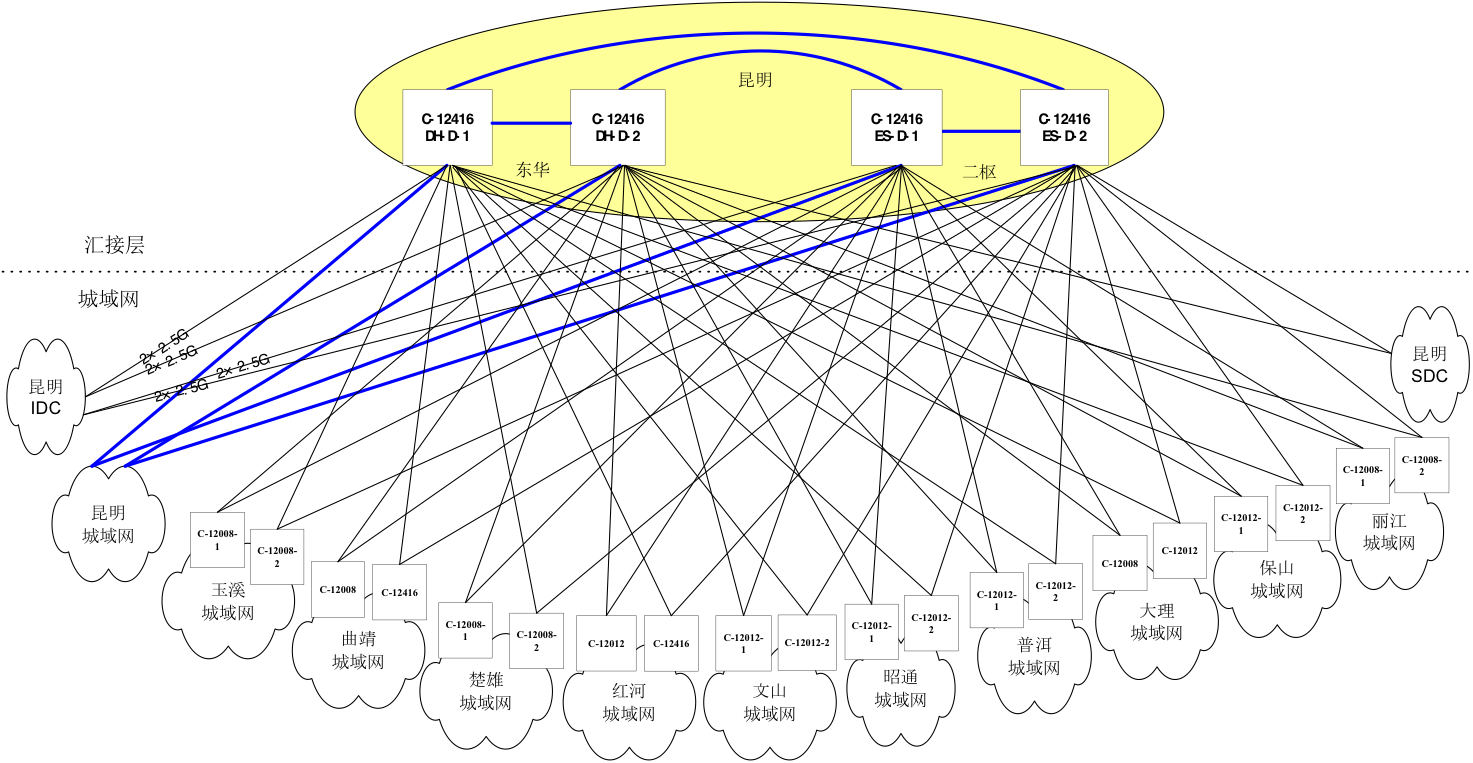 昆明
C-12416
DH-D-1
C-12416
DH-D-2
C-12416
ES-D-1
C-12416
ES-D-2
东华
二枢
汇接层
城域网
2×2.5G
2×2.5G
2×2.5G
2×2.5G
昆明
IDC
昆明
SDC
昆明
城域网
C-12008-
1
C-12008-
2
玉溪
城域网
C-12008
C-12416
曲靖
城域网
C-12008-
1
C-12008-
2
楚雄
城域网
C-12012
C-12416
红河
城域网
C-12012-
1
C-12012-2
文山
城域网
C-12012-
1
C-12012-
2
昭通
城域网
C-12012-
1
C-12012-
2
普洱
城域网
C-12008
C-12012
大理
城域网
C-12012-
1
C-12012-
2
保山
城域网
C-12008-
1
C-12008-
2
丽江
城域网